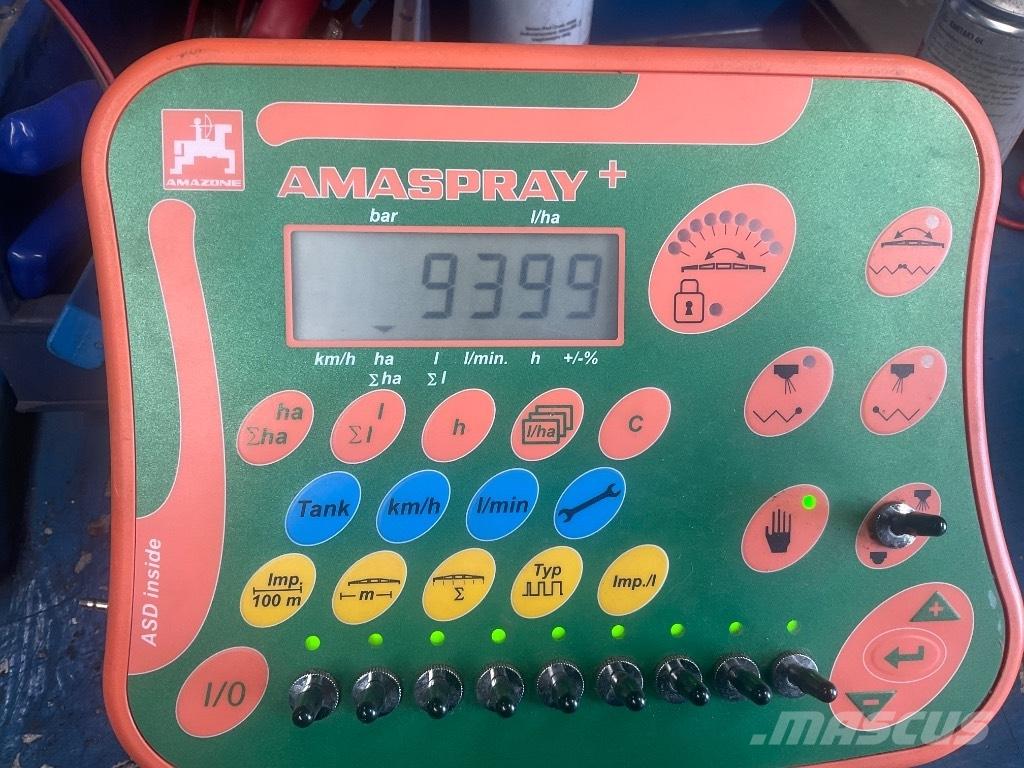 AMAZONE
AMASPRAY +
bar l/ha
9399
km/h ha l l/min. h +/-%
Σha Σl
ha
Σha
l
Σl
h
l/ha
C
Tank
km/h
l/min
Imp.
100 m
m
Σ
Typ
Imp./l
ASD inside
I/0
+
-
MASCUS